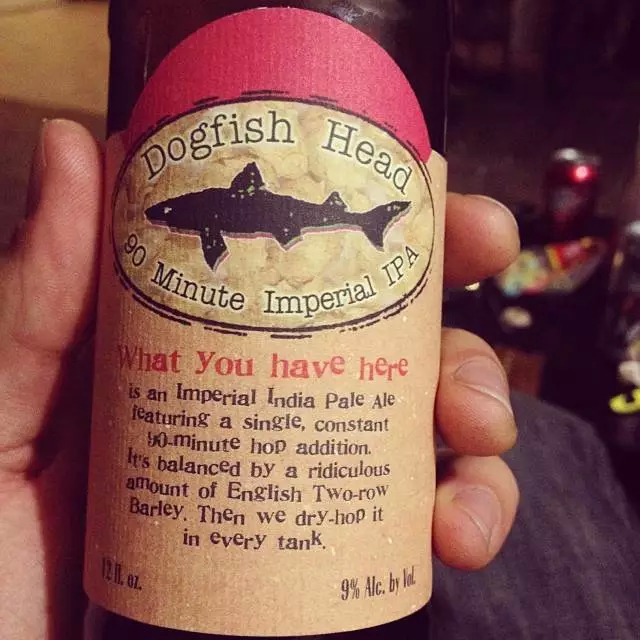 Dogfish Head
90 Minute Imperial IPA
What you have here
is an Imperial India Pale Ale
featuring a single, constant
90-minute hop addition.
It's balanced by a ridiculous
amount of English Two-row
Barley. Then we dry-hop it
in every tank.
12 fl. oz.
9% Alc. by Vol.